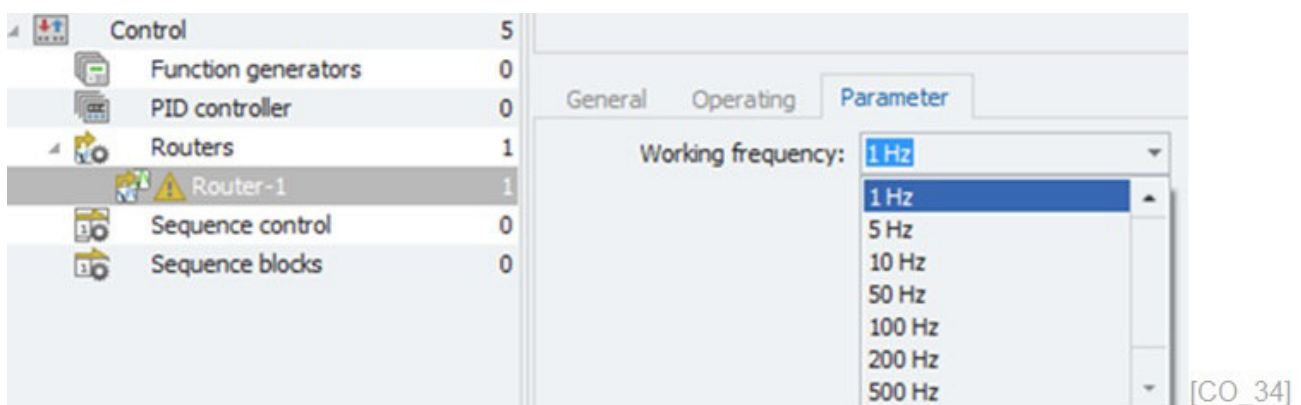 Control 5
Function generators 0
PID controller 0
Routers 1
Router-1 1
Sequence control 0
Sequence blocks 0
General Operating Parameter
Working frequency: 1 Hz
1 Hz
5 Hz
10 Hz
50 Hz
100 Hz
200 Hz
500 Hz
[CO_34]